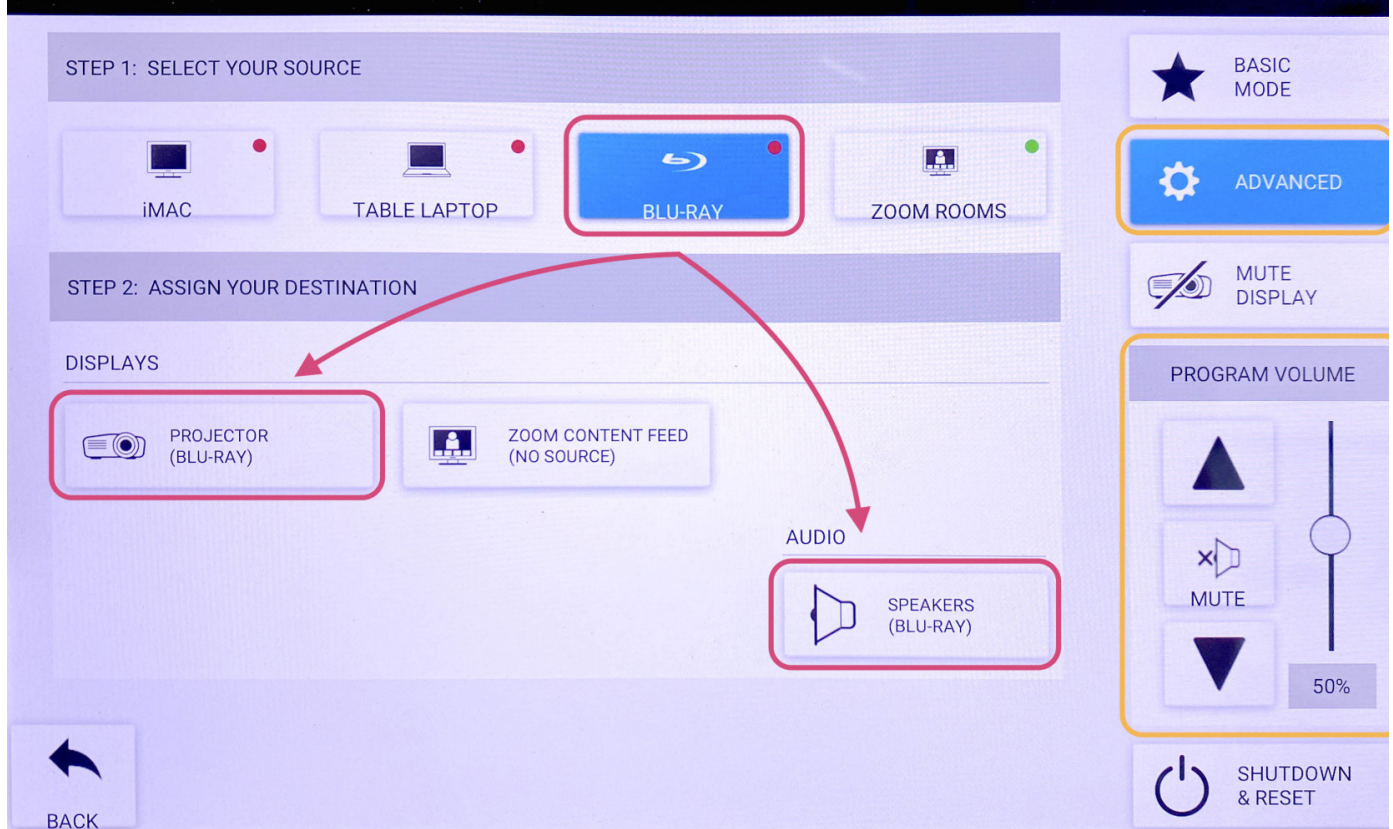 STEP 1: SELECT YOUR SOURCE
iMAC
TABLE LAPTOP
BLU-RAY
ZOOM ROOMS
STEP 2: ASSIGN YOUR DESTINATION
DISPLAYS
PROJECTOR
(BLU-RAY)
ZOOM CONTENT FEED
(NO SOURCE)
AUDIO
SPEAKERS
(BLU-RAY)
BACK
BASIC
MODE
ADVANCED
MUTE
DISPLAY
PROGRAM VOLUME
MUTE
50%
SHUTDOWN
& RESET